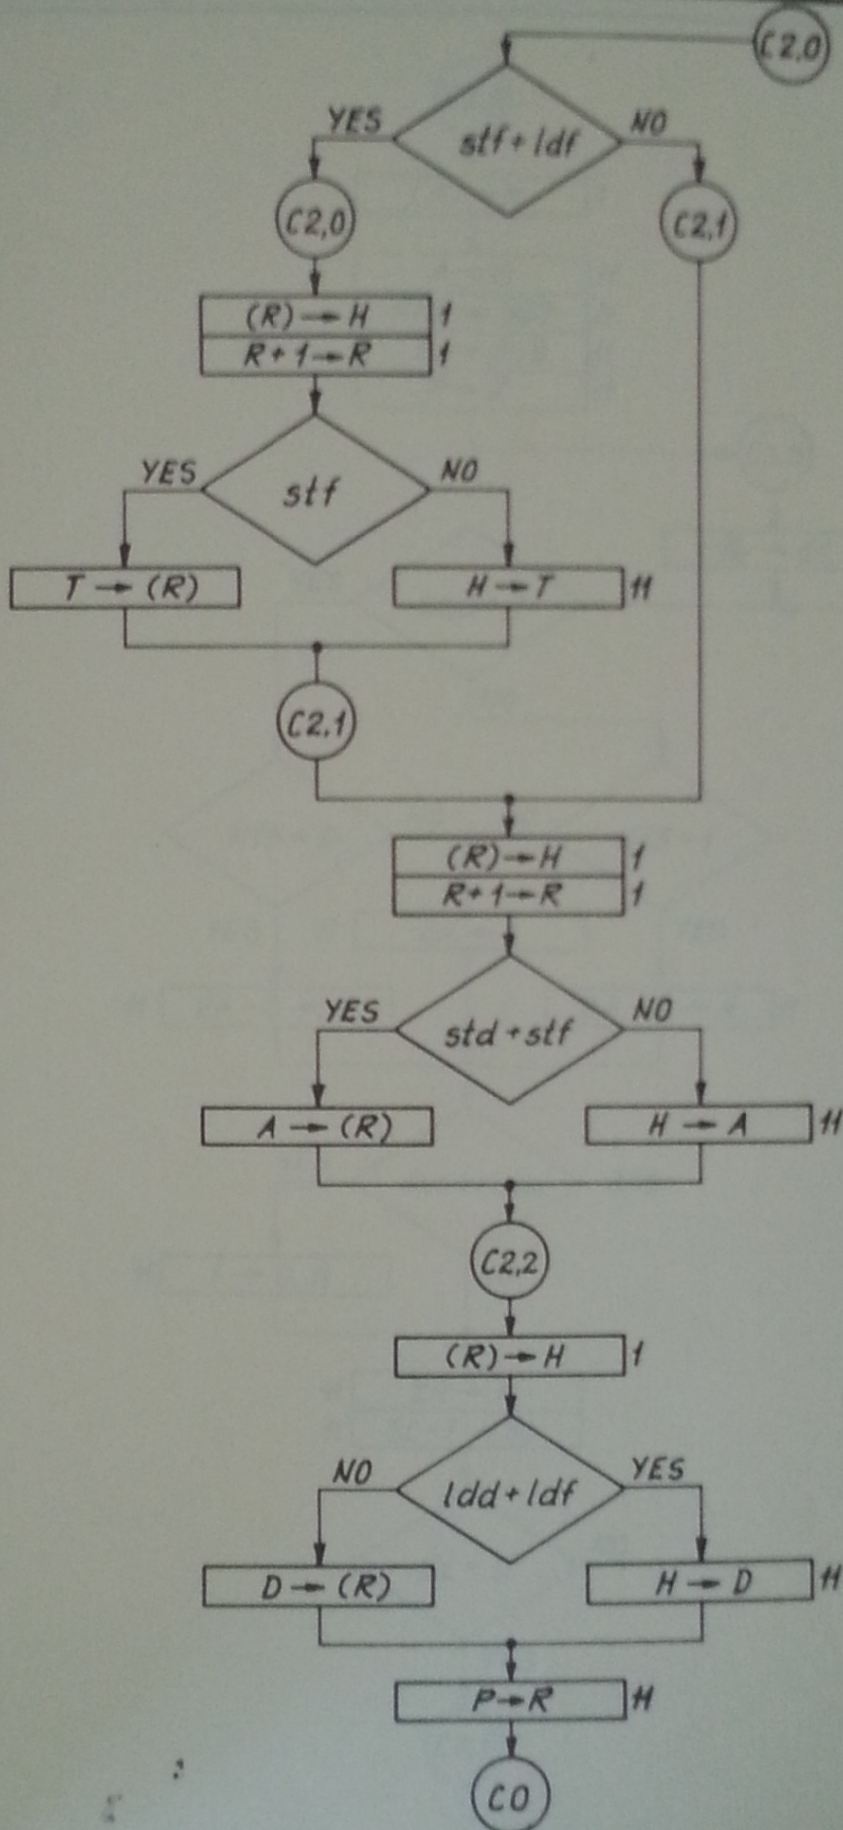 C2,0
stf+ldf
YES
NO
C2,0
C2,1
(R)→H 1
R+1→R 1
stf
YES
NO
T→(R)
H→T 11
C2,1
(R)→H 1
R+1→R 1
std+stf
YES
NO
A→(R)
H→A 11
C2,2
(R)→H 1
ldd+ldf
NO
YES
D→(R)
H→D 11
P→R 11
C0